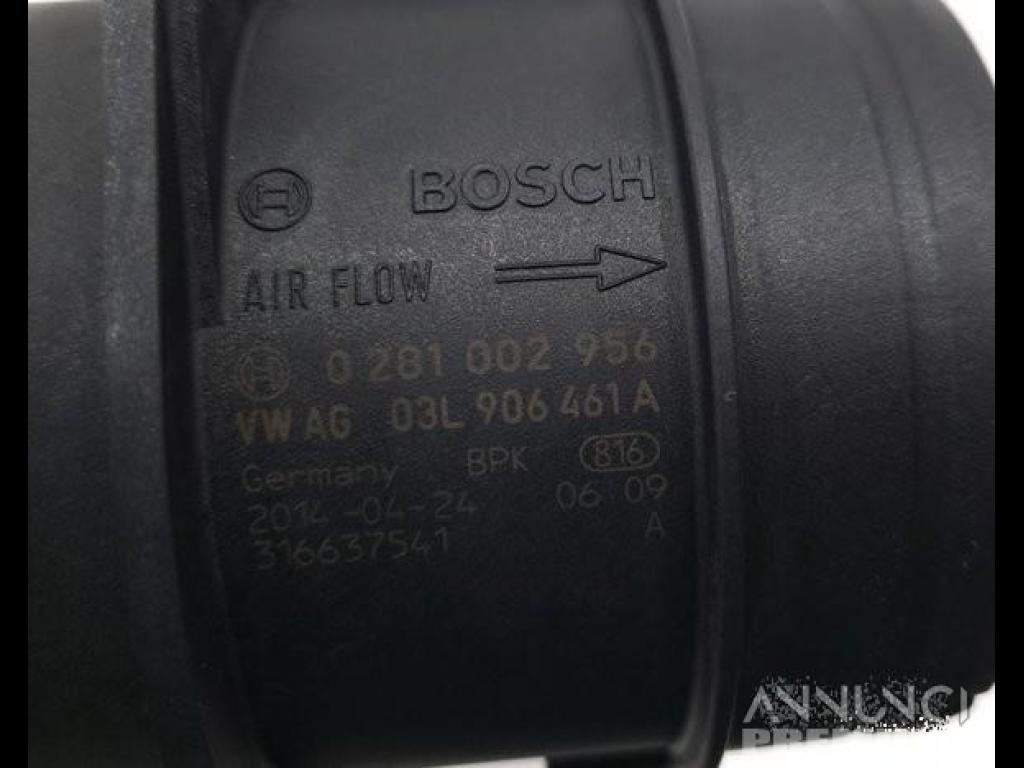 BOSCH
AIR FLOW
0 281 002 956
VW AG 03L 906 461 A
Germany BPK 816
2014-04-24 06 09
316637541 A
ANNUNCI